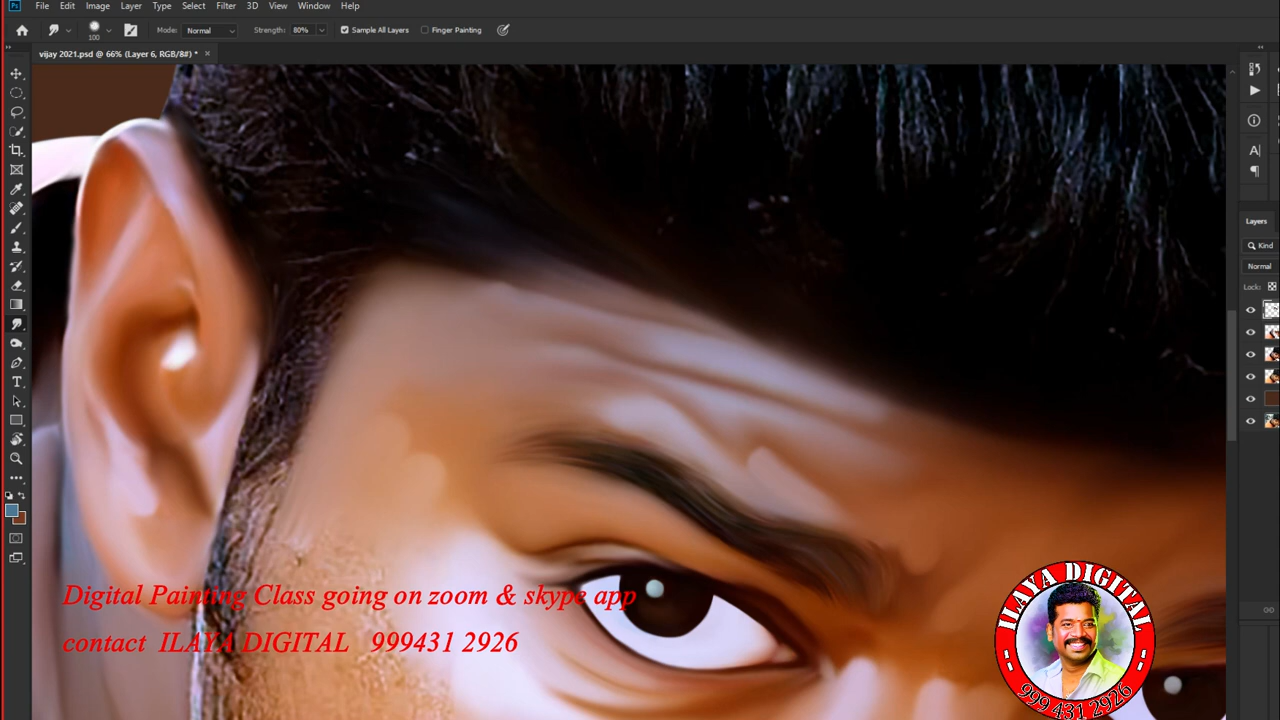 File Edit Image Layer Type Select Filter 3D View Window Help
100 Mode: Normal Strength: 80% Sample All Layers Finger Painting
vijay 2021.psd @ 66% (Layer 6, RGB/8#) * ×
Layers
Kind
Normal
Lock:
Digital Painting Class going on zoom & skype app
contact ILAYA DIGITAL 999431 2926
ILAYA DIGITAL
999 431 2926